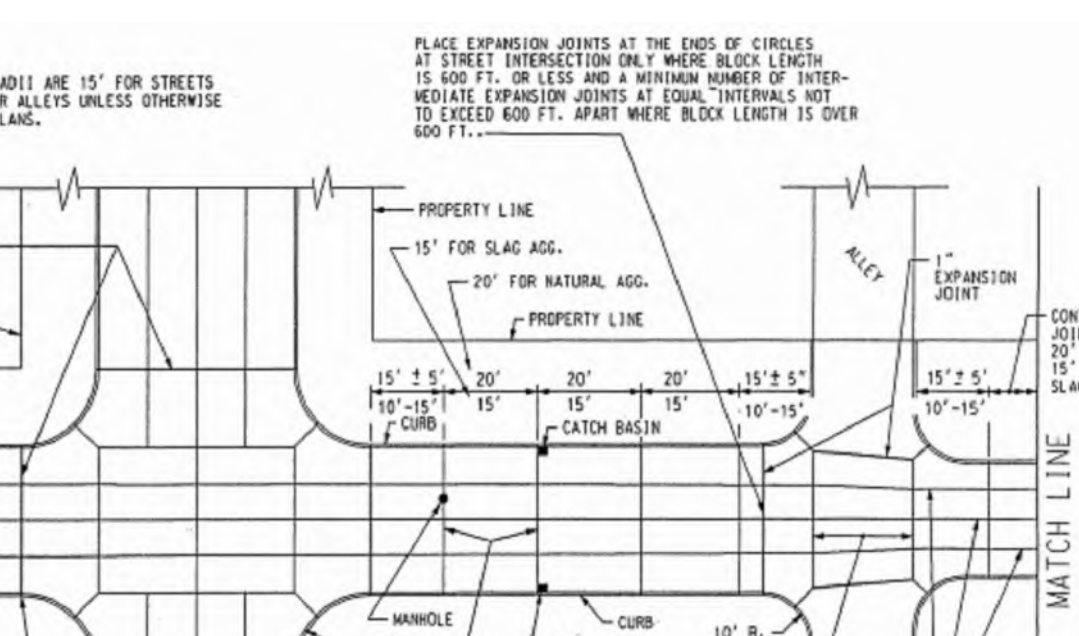 PLACE EXPANSION JOINTS AT THE ENDS OF CIRCLES
AT STREET INTERSECTION ONLY WHERE BLOCK LENGTH
IS 600 FT. OR LESS AND A MINIMUM NUMBER OF INTER-
MEDIATE EXPANSION JOINTS AT EQUAL INTERVALS NOT
TO EXCEED 600 FT. APART WHERE BLOCK LENGTH IS OVER
600 FT..
ADII ARE 15' FOR STREETS
R ALLEYS UNLESS OTHERWISE
LANS.
PROPERTY LINE
15' FOR SLAG AGG.
20' FOR NATURAL AGG.
PROPERTY LINE
ALLEY
1"
EXPANSION
JOINT
CON
JOI
20'
15'
SLA
15' ± 5' 20' 20' 20' 15'± 5" 15'± 5'
10'-15' 15' 15' 15' 10'-15' 10'-15'
CURB
CATCH BASIN
MATCH LINE
MANHOLE
CURB
10' R.